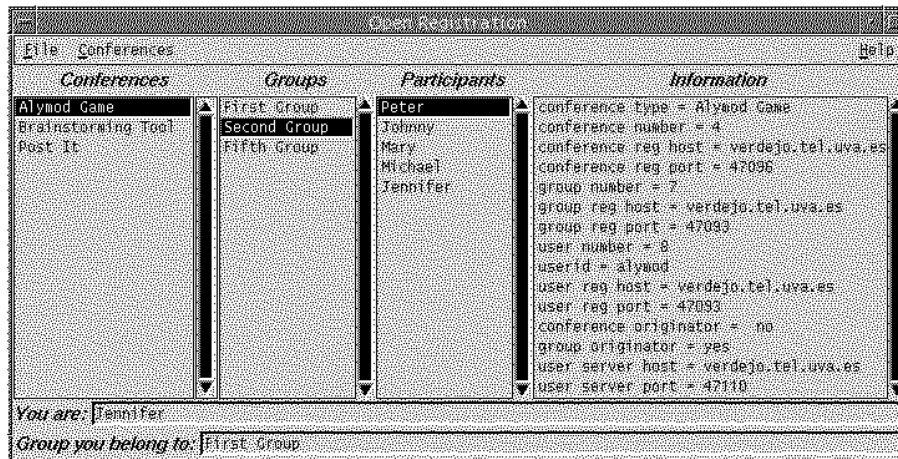 Open Registration
File Conferences Help
Conferences Groups Participants Information
Alymod Game
Brainstorming Tool
Post It
First Group
Second Group
Fifth Group
Peter
Johnny
Mary
Michael
Jennifer
conference type = Alymod Game
conference number = 4
conference reg host = verdejo.tel.uva.es
conference reg port = 47096
group number = 7
group reg host = verdejo.tel.uva.es
group reg port = 47093
user number = 8
userid = alymod
user reg host = verdejo.tel.uva.es
user reg port = 47093
conference originator = no
group originator = yes
user server host = verdejo.tel.uva.es
user server port = 47110
You are: Jennifer
Group you belong to: First Group